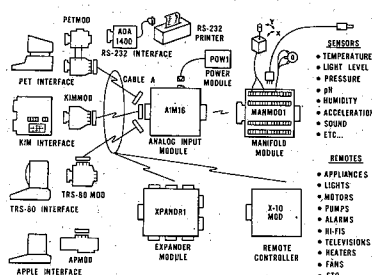 PETMOD
ADA
1400
RS-232
PRINTER
RS-232 INTERFACE
X
Y
PET INTERFACE
CABLE A
POW1
POWER
MODULE
KIMMOD
AIM16
MANMOD1
KIM INTERFACE
ANALOG INPUT
MODULE
MANIFOLD
MODULE
TRS-80 MOD
TRS-80 INTERFACE
XPANDR1
X-10
MOD
APMOD
EXPANDER
MODULE
REMOTE
CONTROLLER
APPLE INTERFACE
SENSORS
• TEMPERATURE
• LIGHT LEVEL
• PRESSURE
• pH
• HUMIDITY
• ACCELERATION
• SOUND
• ETC...
REMOTES
• APPLIANCES
• LIGHTS
• MOTORS
• PUMPS
• ALARMS
• HI-FIS
• TELEVISIONS
• HEATERS
• FANS
• ETC